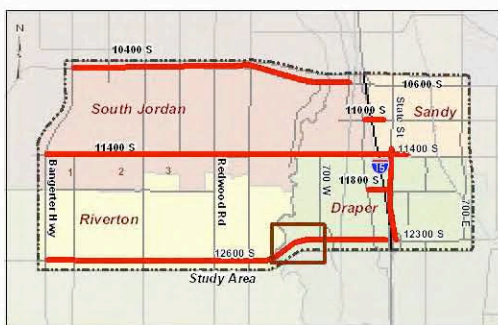 N
10400 S
10600 S
South Jordan
11000 S
Sandy
State St
11400 S
11400 S
15
Bangerter Hwy
1
2
3
Redwood Rd
700 W
11800 S
700 E
Riverton
Draper
12300 S
12600 S
Study Area